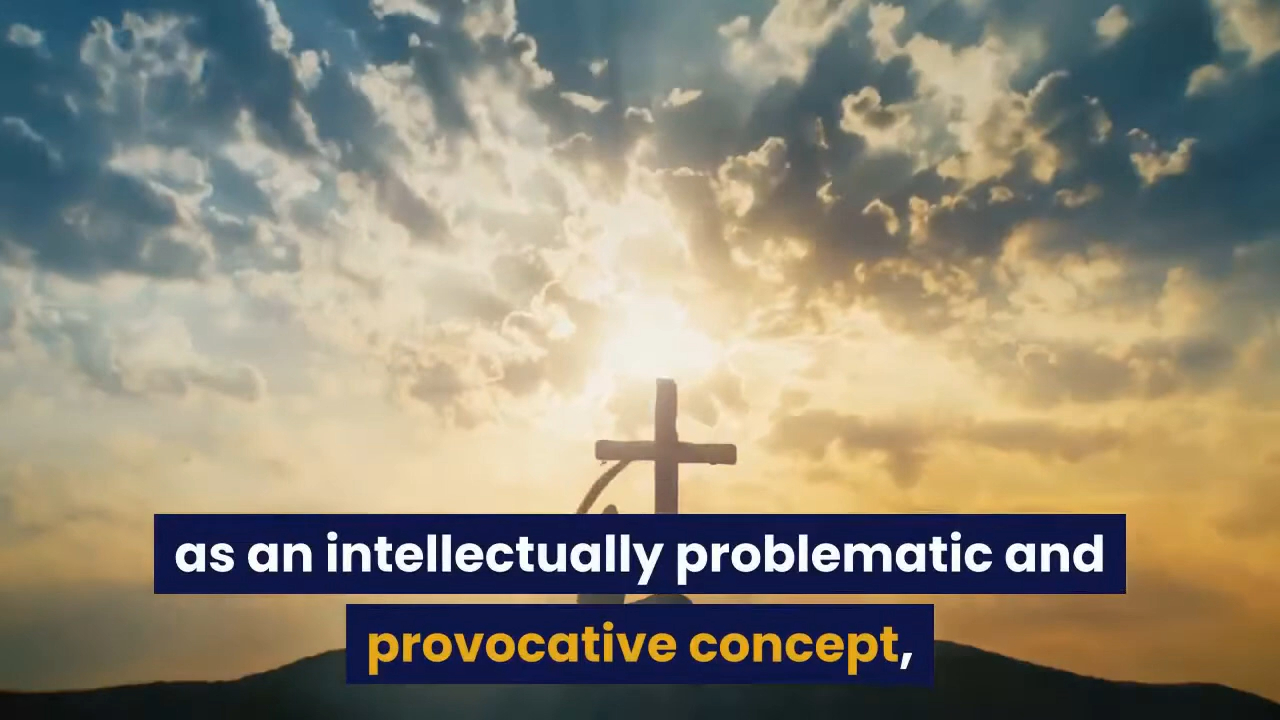 as an intellectually problematic and
provocative concept,